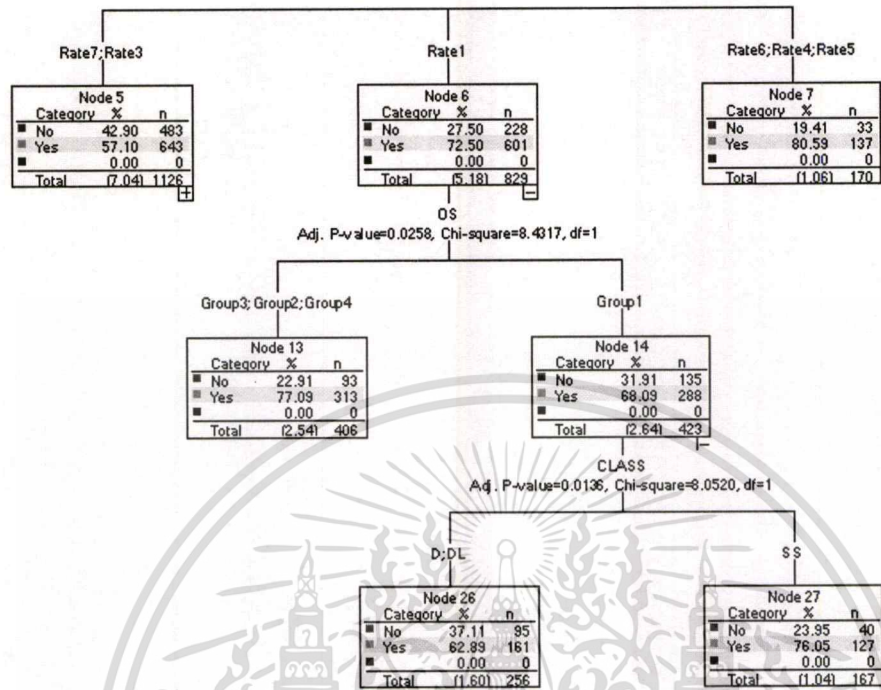 Rate7;Rate3
Rate1
Rate6;Rate4;Rate5
Node 5
Category % n
No 42.90 483
Yes 57.10 643
0.00 0
Total (7.04) 1126
+
Node 6
Category % n
No 27.50 228
Yes 72.50 601
0.00 0
Total (5.18) 829
-
Node 7
Category % n
No 19.41 33
Yes 80.59 137
0.00 0
Total (1.06) 170
OS
Adj. P-value=0.0258, Chi-square=8.4317, df=1
Group3; Group2; Group4
Group1
Node 13
Category % n
No 22.91 93
Yes 77.09 313
0.00 0
Total (2.54) 406
Node 14
Category % n
No 31.91 135
Yes 68.09 288
0.00 0
Total (2.64) 423
-
CLASS
Adj. P-value=0.0136, Chi-square=8.0520, df=1
D;DL
SS
Node 26
Category % n
No 37.11 95
Yes 62.89 161
0.00 0
Total (1.60) 256
Node 27
Category % n
No 23.95 40
Yes 76.05 127
0.00 0
Total (1.04) 167